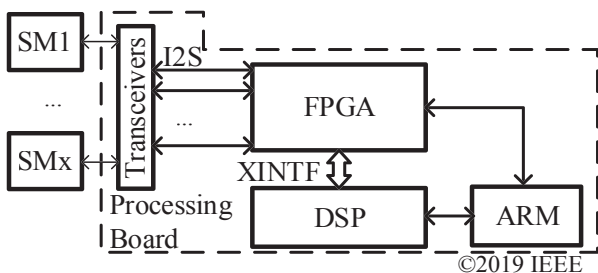 SM1
...
SMx
Transceivers
I2S
...
FPGA
XINTF
DSP
ARM
Processing
Board
©2019 IEEE